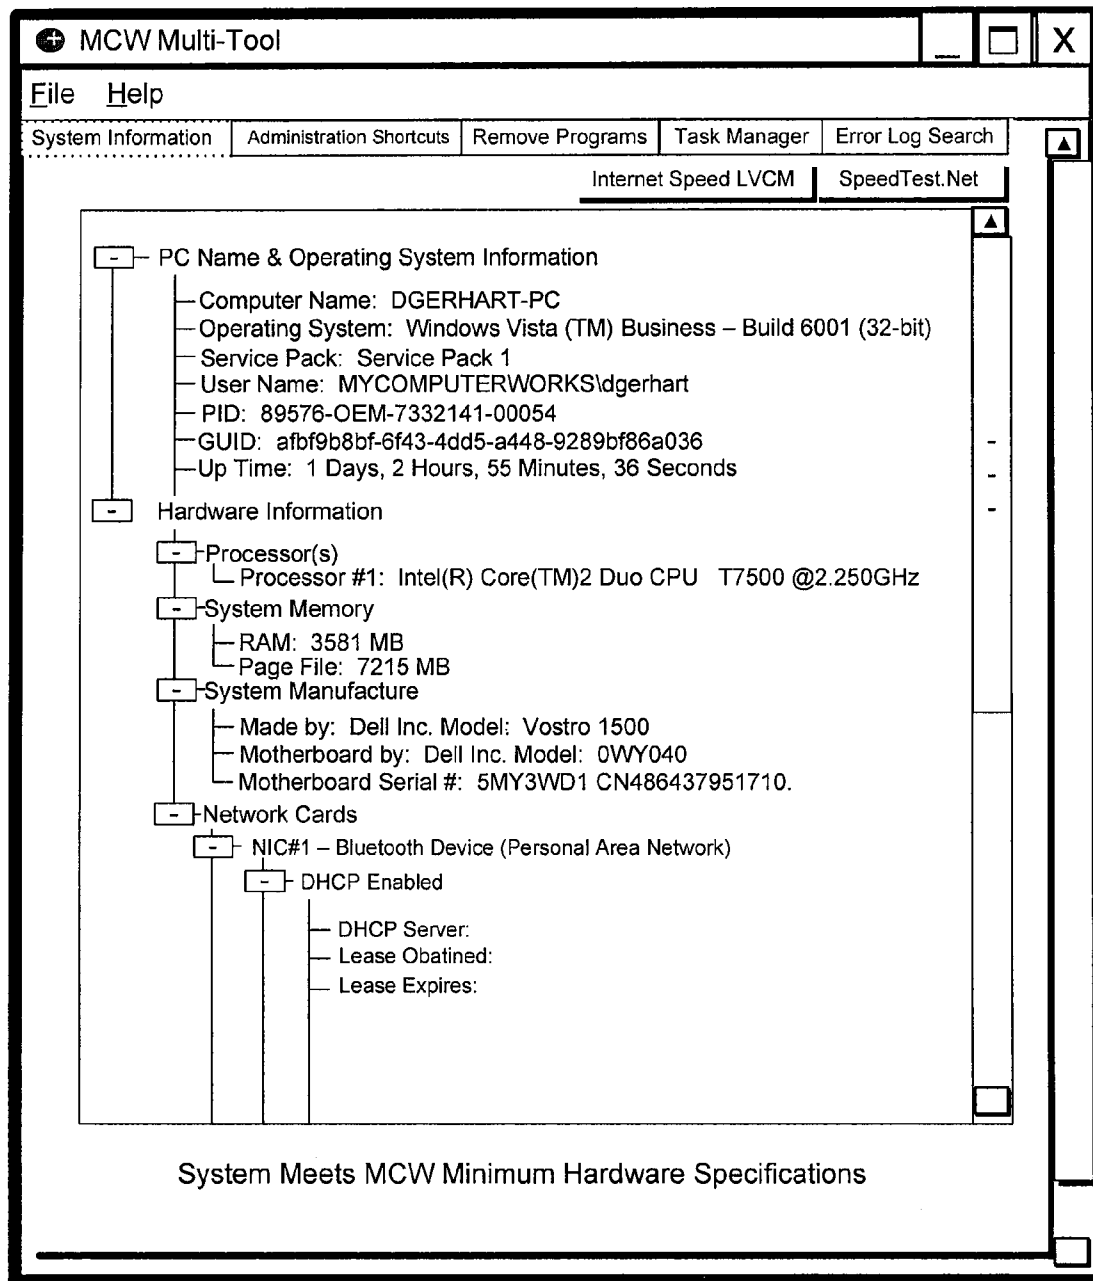 MCW Multi-Tool
_ X
File Help
System Information Administration Shortcuts Remove Programs Task Manager Error Log Search
Internet Speed LVCM SpeedTest.Net
- PC Name & Operating System Information
Computer Name: DGERHART-PC
Operating System: Windows Vista (TM) Business – Build 6001 (32-bit)
Service Pack: Service Pack 1
User Name: MYCOMPUTERWORKS\dgerhart
PID: 89576-OEM-7332141-00054
GUID: afbf9b8bf-6f43-4dd5-a448-9289bf86a036
Up Time: 1 Days, 2 Hours, 55 Minutes, 36 Seconds
- Hardware Information
- Processor(s)
Processor #1: Intel(R) Core(TM)2 Duo CPU T7500 @2.250GHz
- System Memory
RAM: 3581 MB
Page File: 7215 MB
- System Manufacture
Made by: Dell Inc. Model: Vostro 1500
Motherboard by: Dell Inc. Model: 0WY040
Motherboard Serial #: 5MY3WD1 CN486437951710.
- Network Cards
- NIC#1 – Bluetooth Device (Personal Area Network)
- DHCP Enabled
DHCP Server:
Lease Obatined:
Lease Expires:
System Meets MCW Minimum Hardware Specifications